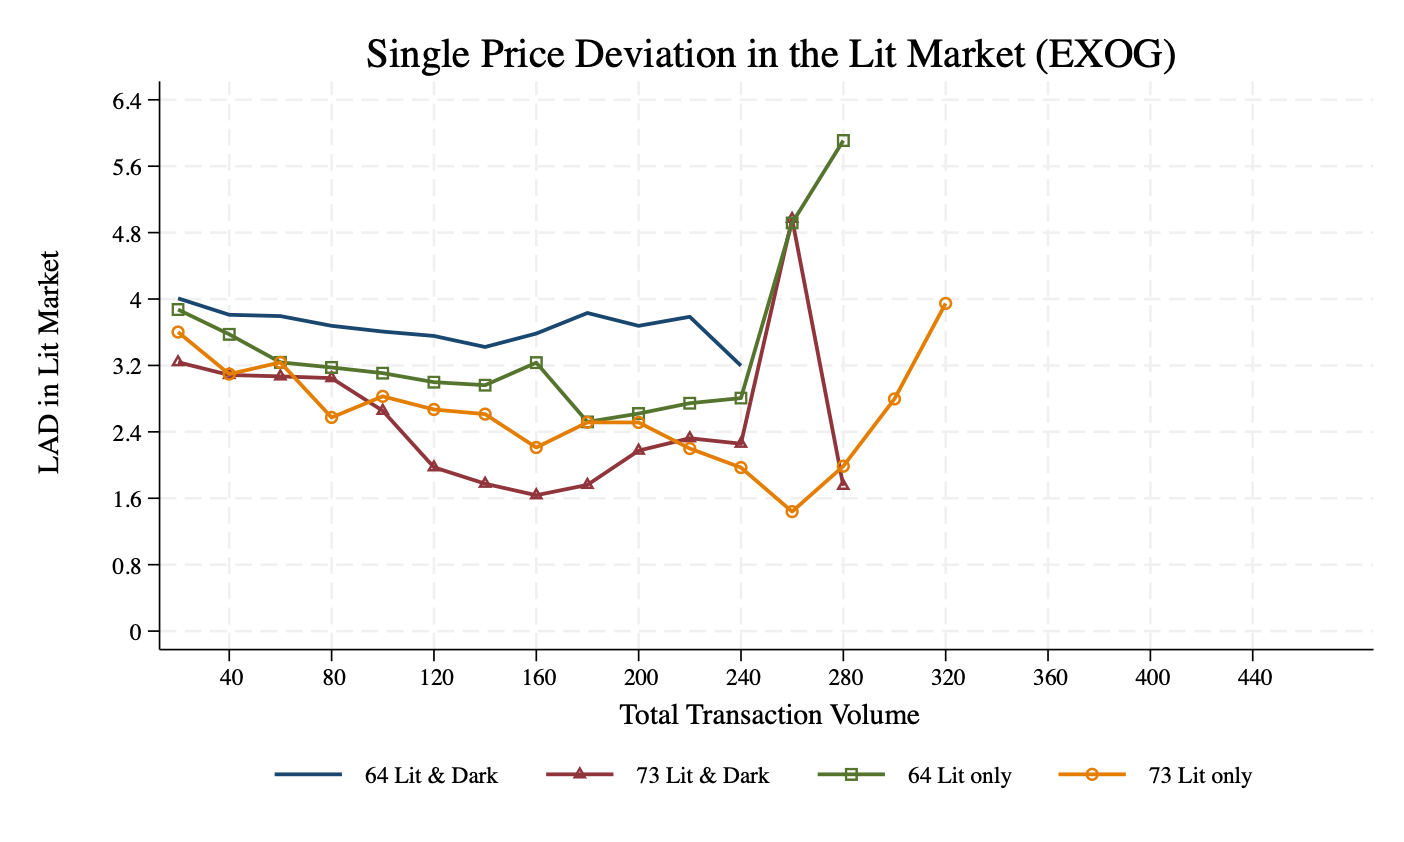 Single Price Deviation in the Lit Market (EXOG)
6.4
5.6
4.8
4
3.2
2.4
1.6
0.8
0
LAD in Lit Market
40 80 120 160 200 240 280 320 360 400 440
Total Transaction Volume
64 Lit & Dark 73 Lit & Dark 64 Lit only 73 Lit only